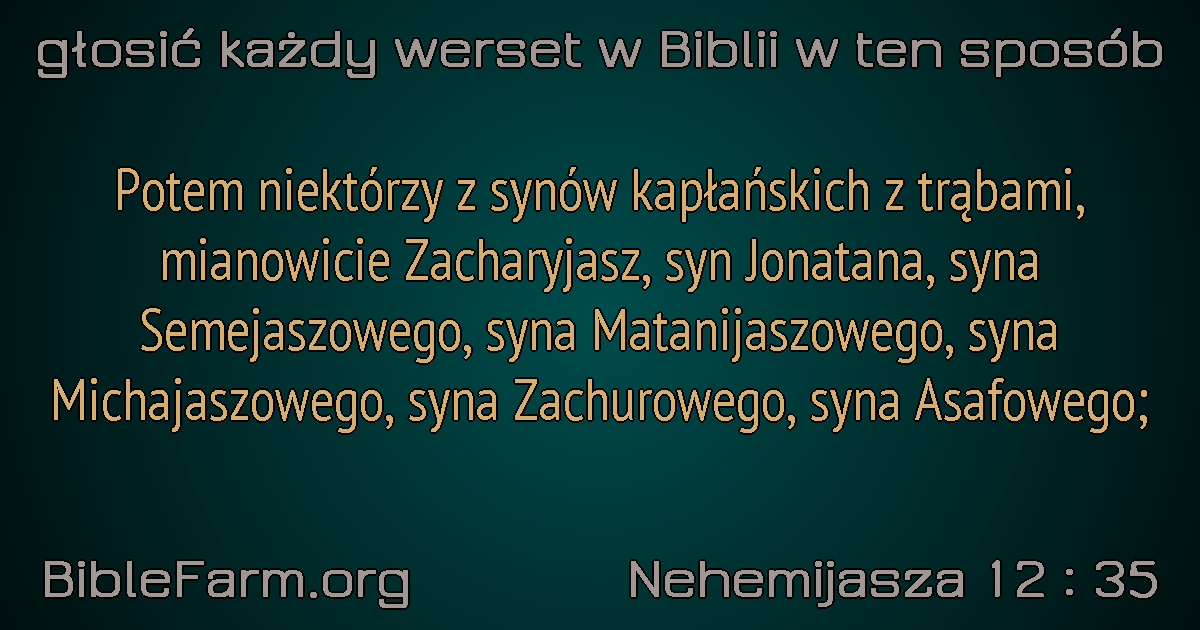 głosić każdy werset w Biblii w ten sposób
Potem niektórzy z synów kapłańskich z trąbami,
mianowicie Zacharyjasz, syn Jonatana, syna
Semejaszowego, syna Matanijaszowego, syna
Michajaszowego, syna Zachurowego, syna Asafowego;
BibleFarm.org
Nehemijasza 12 : 35